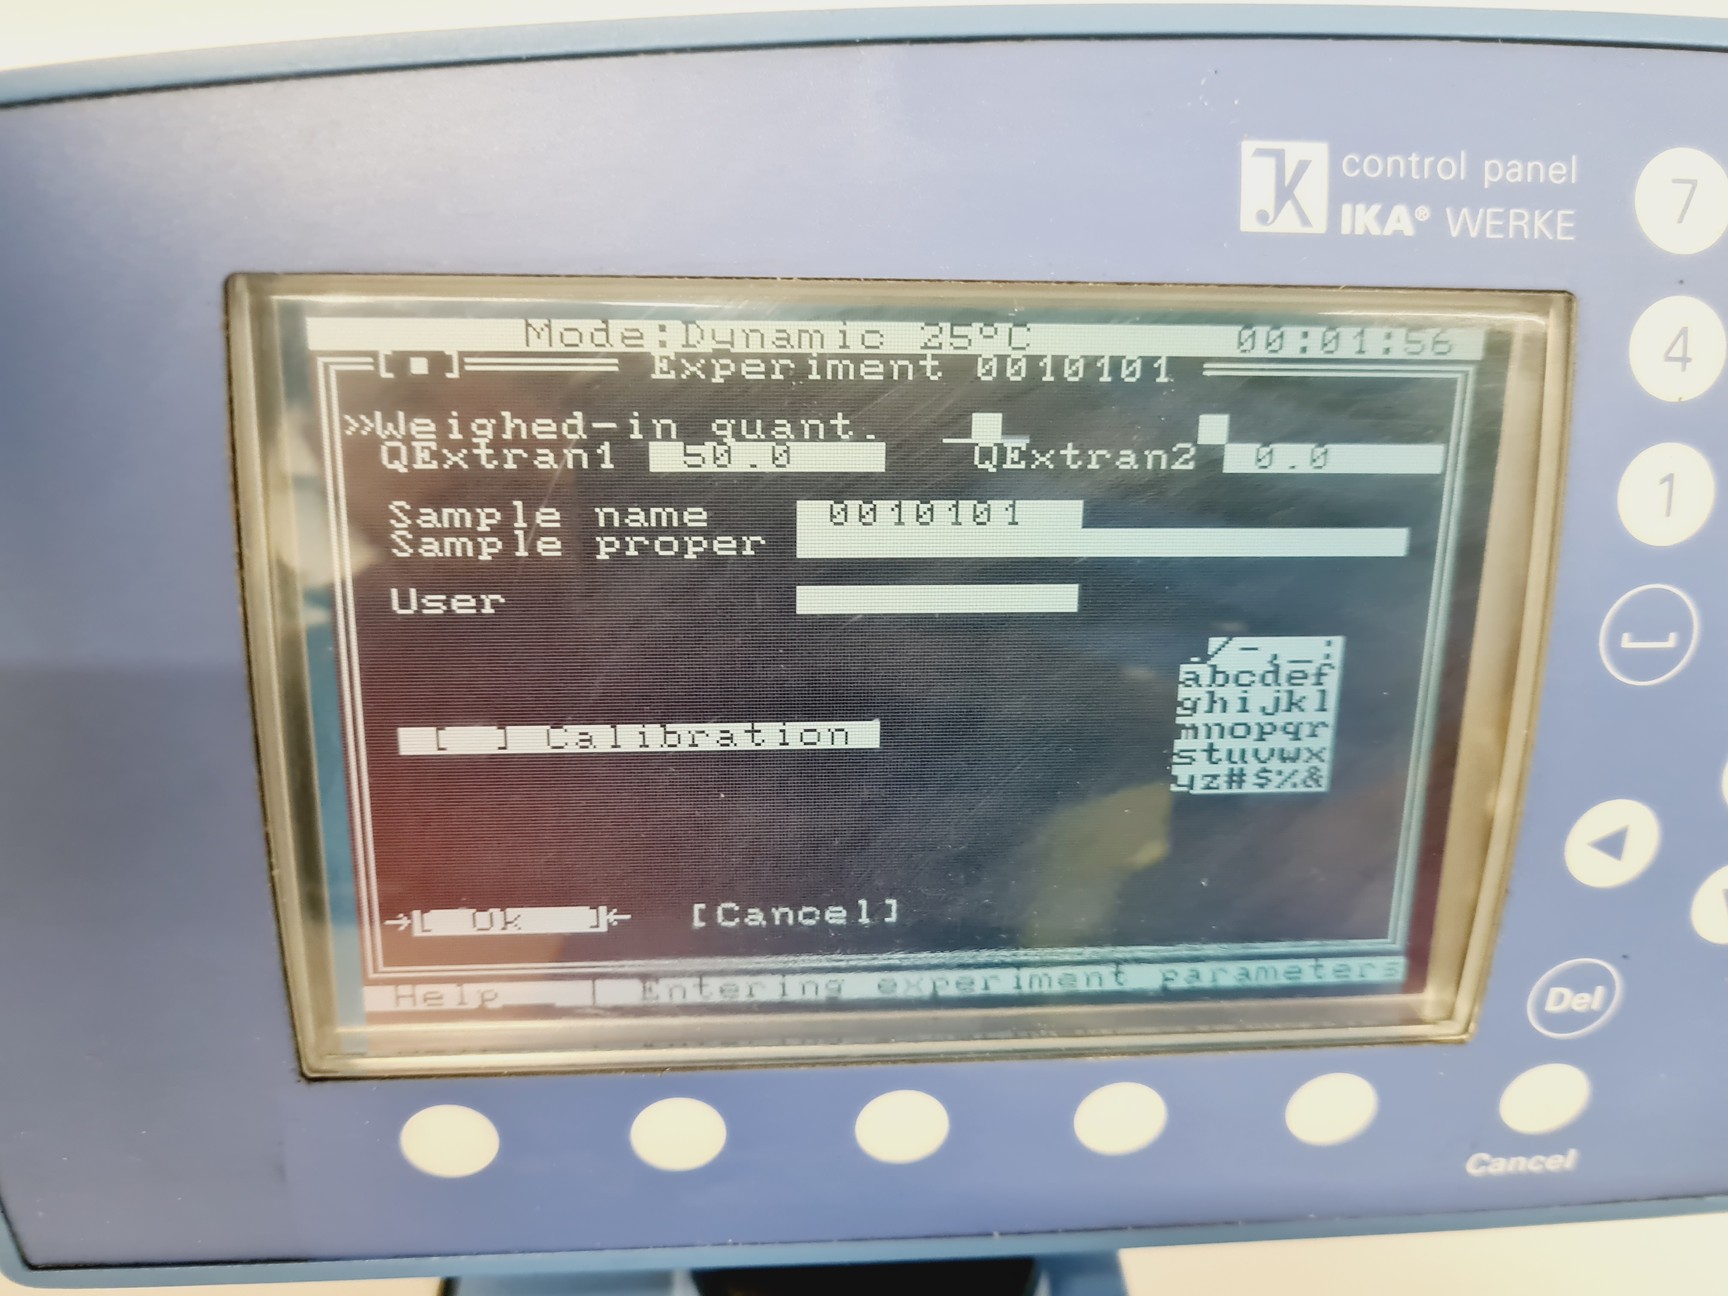 control panel
IKA® WERKE
7
4
1
Mode:Dynamic 25°C 00:01:56
[▪] Experiment 0010101
»Weighed-in quant.
QExtran1 50.0 QExtran2 0.0
Sample name 0010101
Sample proper
User
./-,_:
abcdef
ghijkl
mnopqr
stuvwx
yz#$%&
[ ] Calibration
→[ Ok ]← [Cancel]
Help | Entering experiment parameters
Del
Cancel